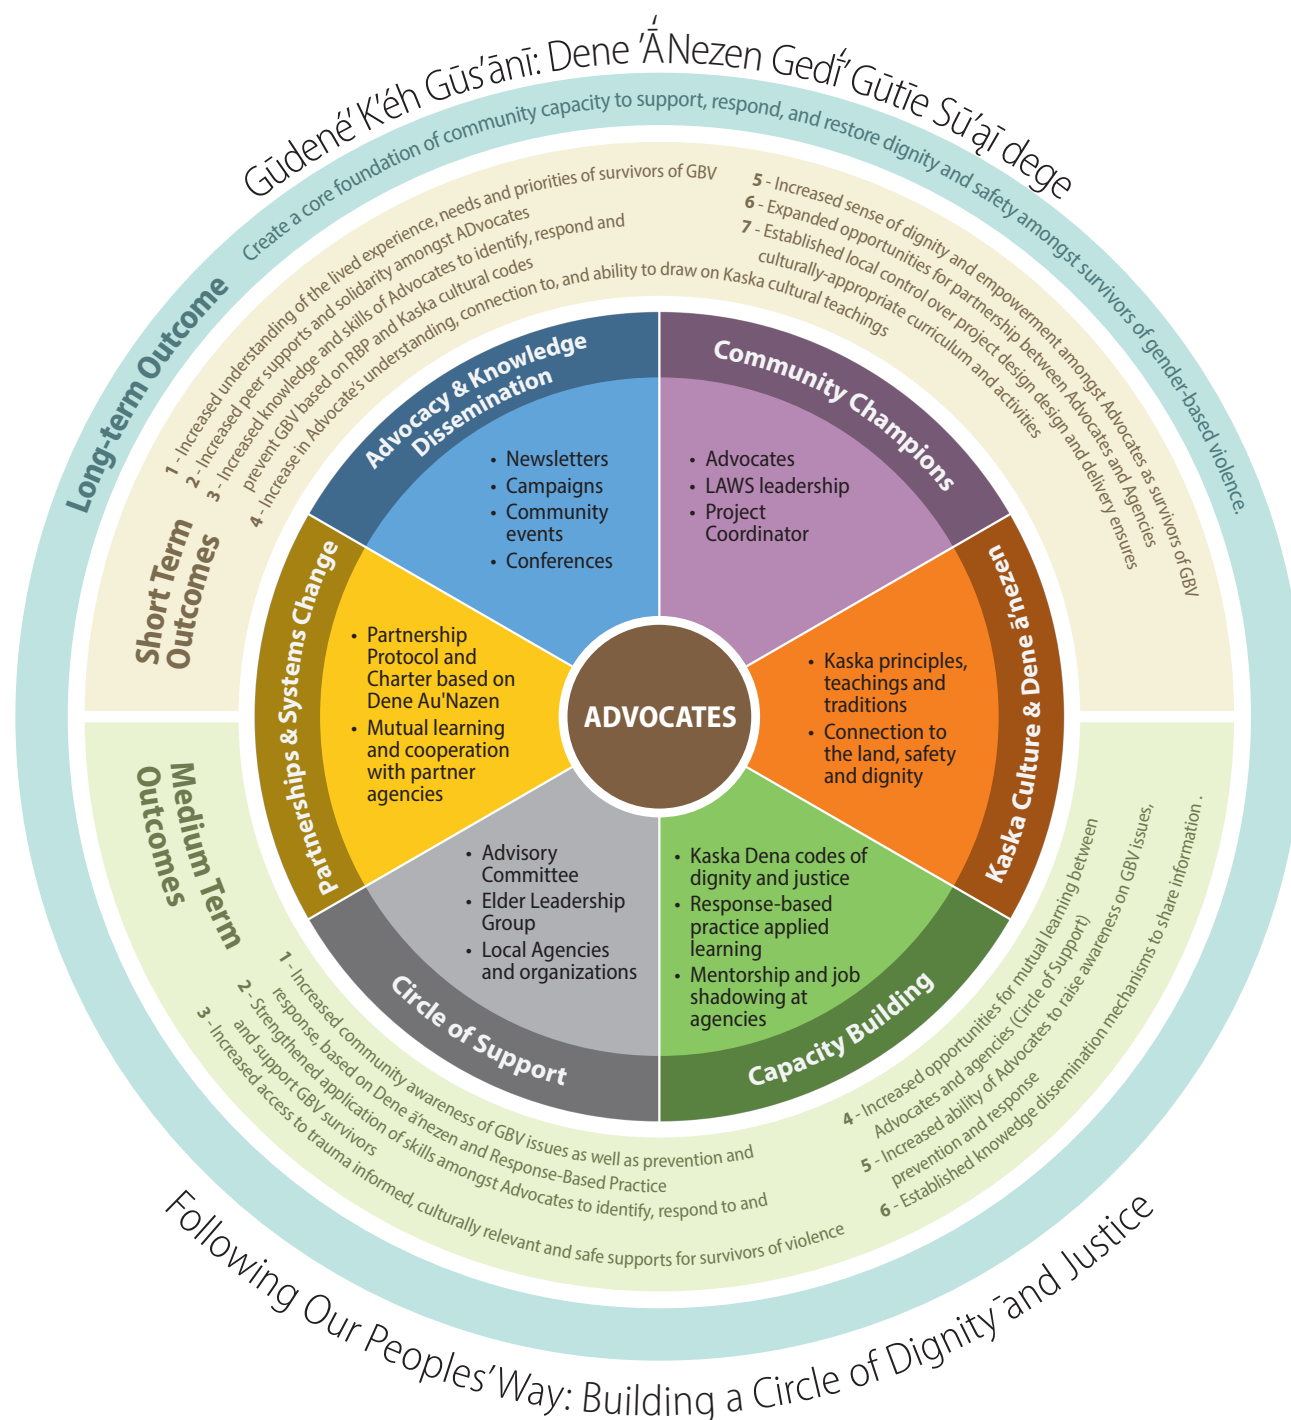 Gūdené' K'éh Gūs'ānī: Dene 'Á̄ Nezen Gedī́' Gūtīe Sū'ą̄ī dege
Long-term Outcome
Create a core foundation of community capacity to support, respond, and restore dignity and safety amongst survivors of gender-based violence.
Short Term
Outcomes
1 - Increased understanding of the lived experience, needs and priorities of survivors of GBV
2 - Increased peer supports and solidarity amongst ADvocates
3 - Increased knowledge and skills of Advocates to identify, respond and
prevent GBV based on RBP and Kaska cultural codes
4 - Increase in Advocate's understanding, connection to, and ability to draw on Kaska cultural teachings
5 - Increased sense of dignity and empowerment amongst Advocates as survivors of GBV
6 - Expanded opportunities for partnership between Advocates and Agencies
7 - Established local control over project design design and delivery ensures
culturally-appropriate curriculum and activities
Advocacy & Knowledge
Dissemination
• Newsletters
• Campaigns
• Community
events
• Conferences
Community Champions
• Advocates
• LAWS leadership
• Project
Coordinator
Partnerships & Systems Change
• Partnership
Protocol and
Charter based on
Dene Au'Nazen
• Mutual learning
and cooperation
with partner
agencies
ADVOCATES
Kaska Culture & Dene ā'nezen
• Kaska principles,
teachings and
traditions
• Connection to
the land, safety
and dignity
Circle of Support
• Advisory
Committee
• Elder Leadership
Group
• Local Agencies
and organizations
Capacity Building
• Kaska Dena codes of
dignity and justice
• Response-based
practice applied
learning
• Mentorship and job
shadowing at
agencies
Medium Term
Outcomes
1 - Increased community awareness of GBV issues as well as prevention and
response, based on Dene ā'nezen and Response-Based Practice
2 - Strengthened application of skills amongst Advocates to identify, respond to and
and support GBV survivors
3 - Increased access to trauma informed, culturally relevant and safe supports for survivors of violence
4 - Increased opportunities for mutual learning between
Advocates and agencies (Circle of Support)
5 - Increased ability of Advocates to raise awareness on GBV issues,
prevention and response
6 - Established knowledge dissemination mechanisms to share information .
Following Our Peoples' Way: Building a Circle of Dignity ¯and Justice